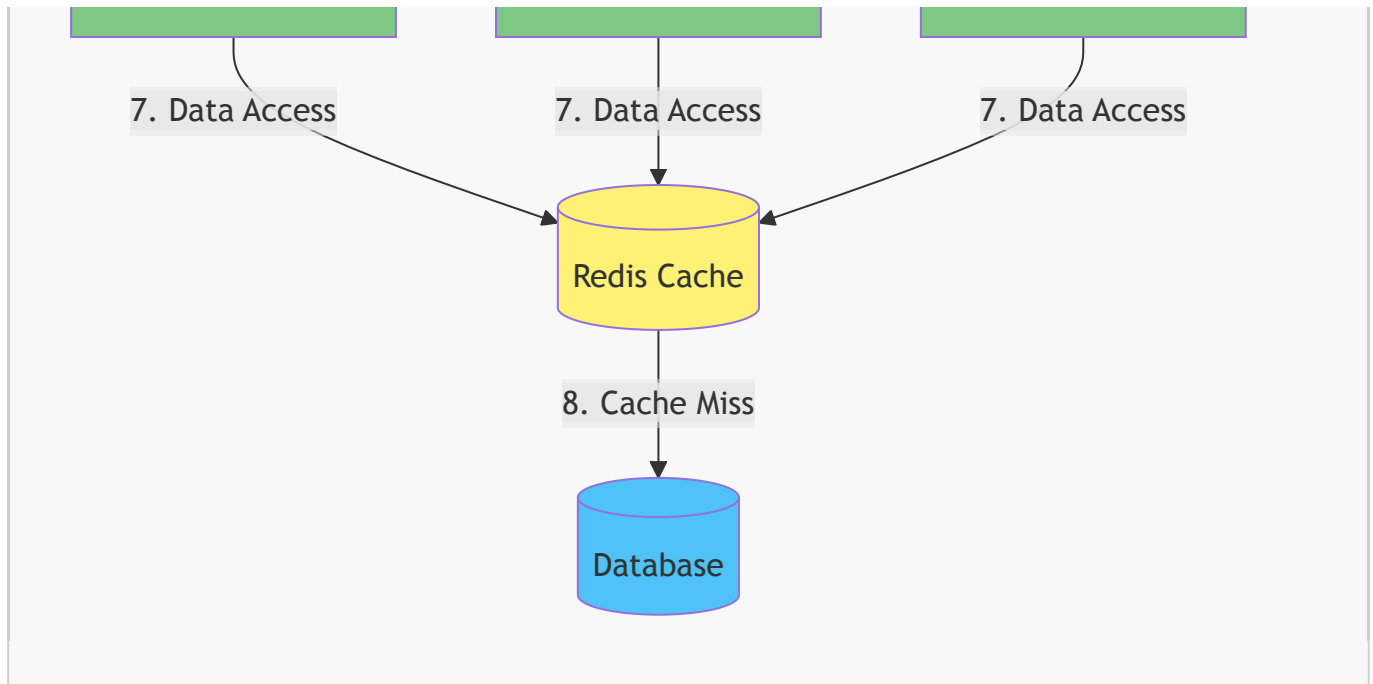 7. Data Access
7. Data Access
7. Data Access
Redis Cache
8. Cache Miss
Database